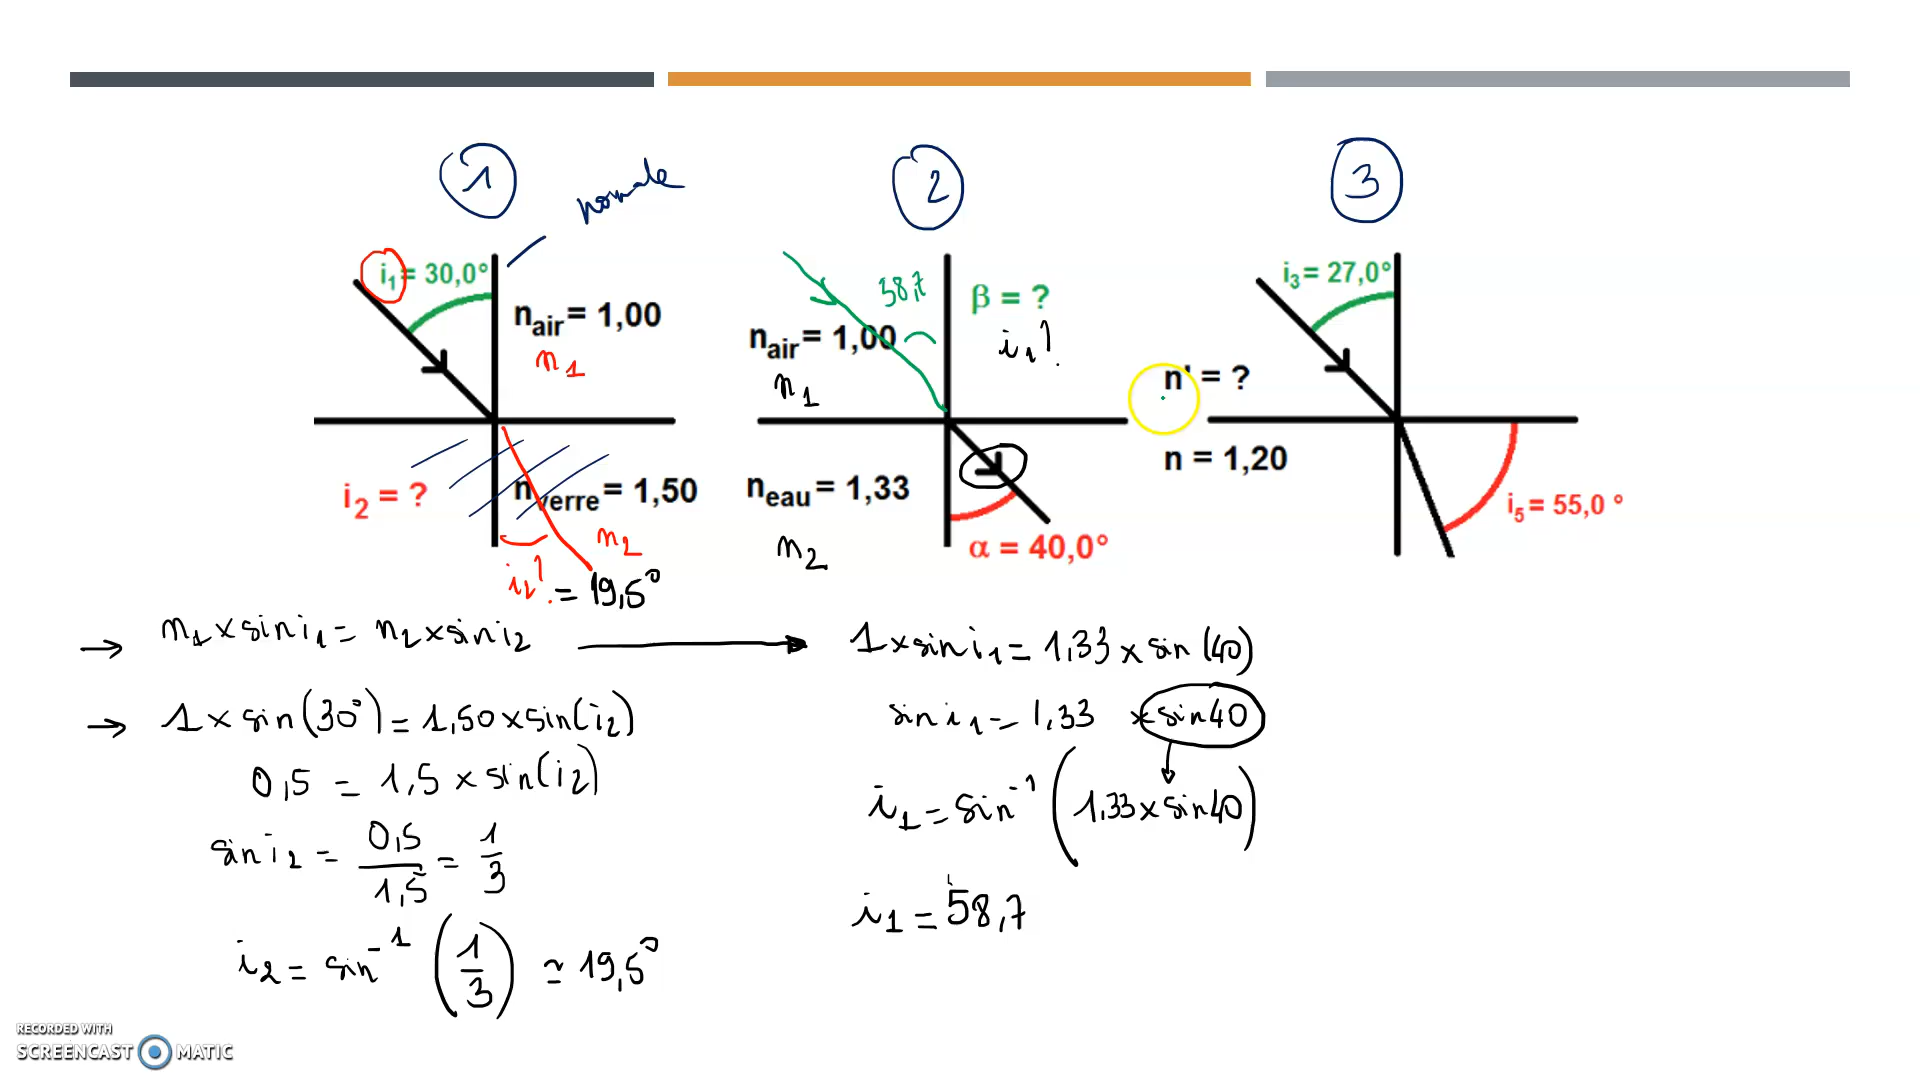 1
normale
2
3
i1 = 30,0°
nair = 1,00
n1
i2 = ?
nverre = 1,50
n2
i2? = 19,5°
58,7
β = ?
i1?
nair = 1,00
n1
neau = 1,33
n2
α = 40,0°
i3 = 27,0°
n' = ?
n = 1,20
i5 = 55,0 °
→ n1 × sin i1 = n2 × sin i2
→ 1 × sin(30°) = 1,50 × sin(i2)
0,5 = 1,5 × sin(i2)
sin i2 = 0,5/1,5 = 1/3
i2 = sin⁻¹ (1/3) ≃ 19,5°
1 × sin i1 = 1,33 × sin (40)
sin i1 = 1,33 × sin 40
i1 = sin⁻¹ (1,33 × sin 40)
i1 = 58,7
RECORDED WITH
SCREENCAST MATIC